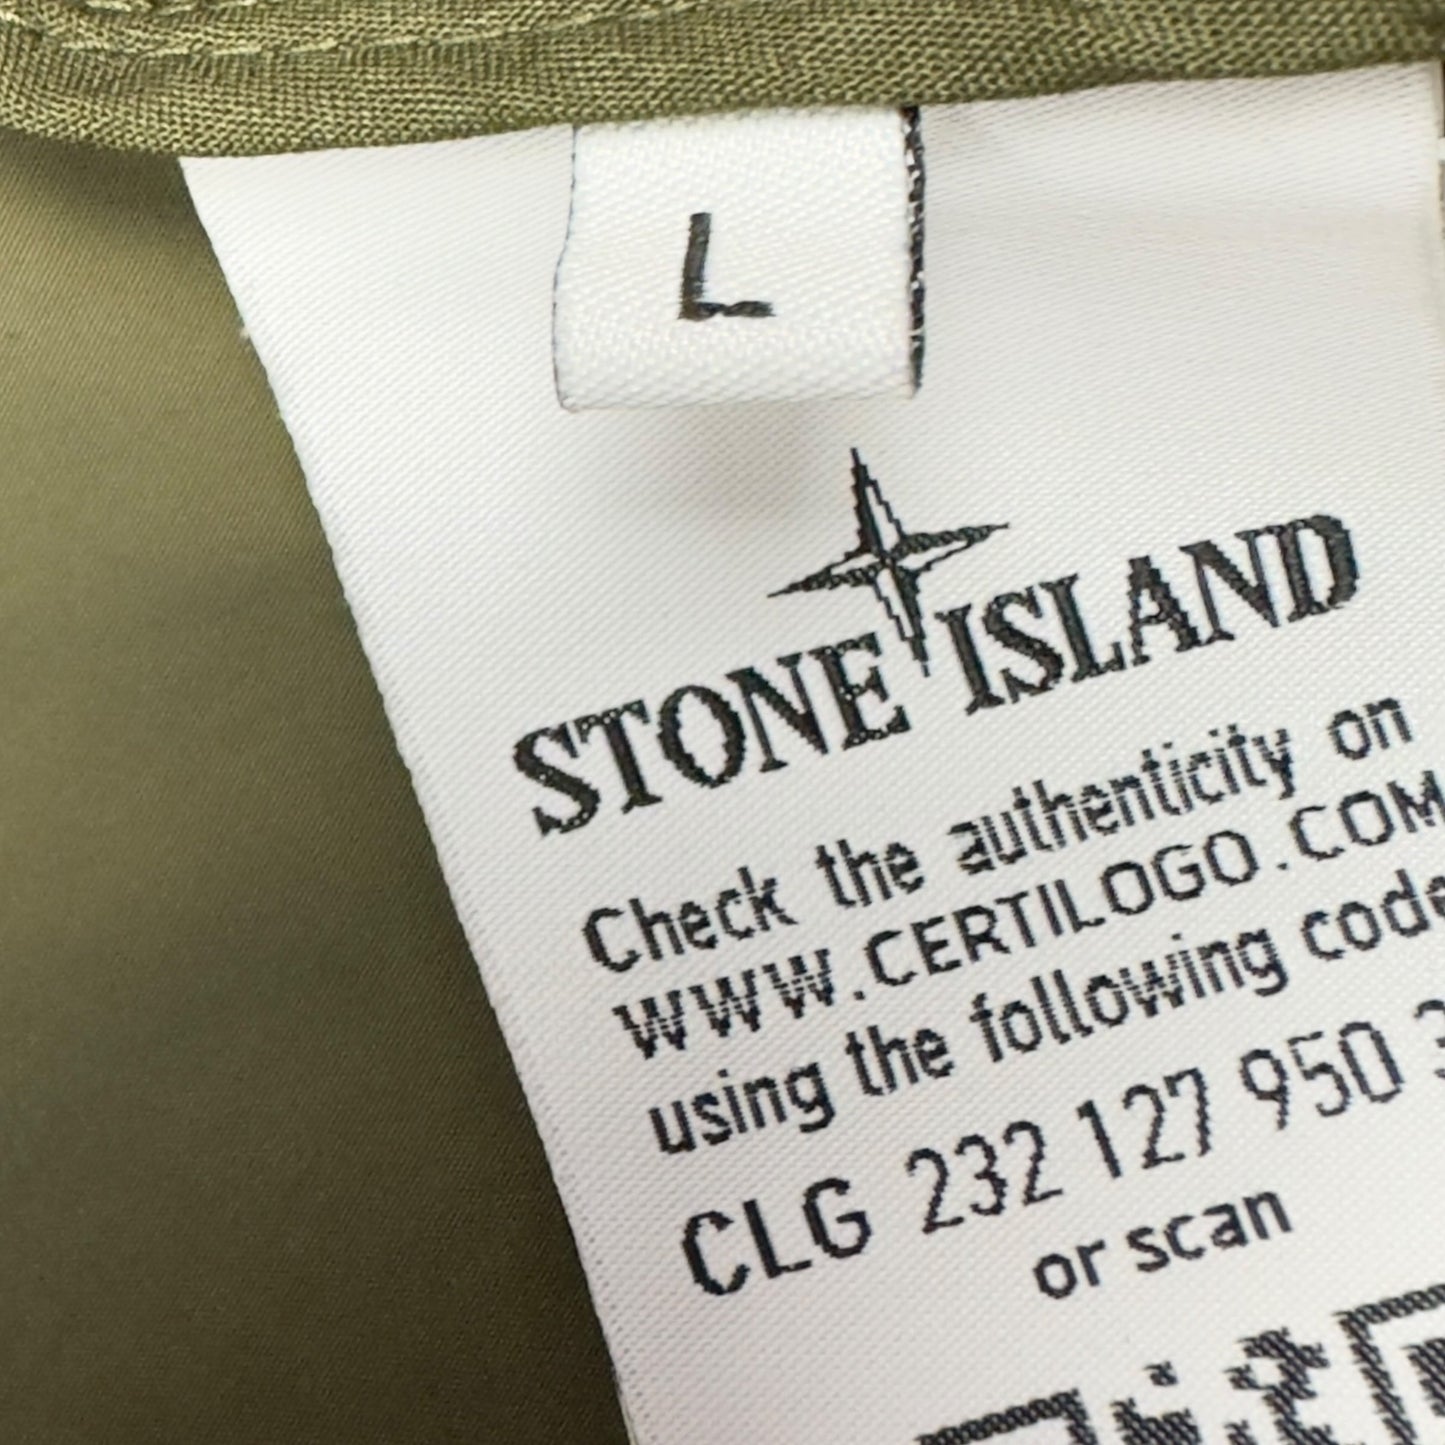 L
STONE ISLAND
Check the authenticity on
WWW.CERTILOGO.COM
using the following code
CLG 232 127 950
or scan